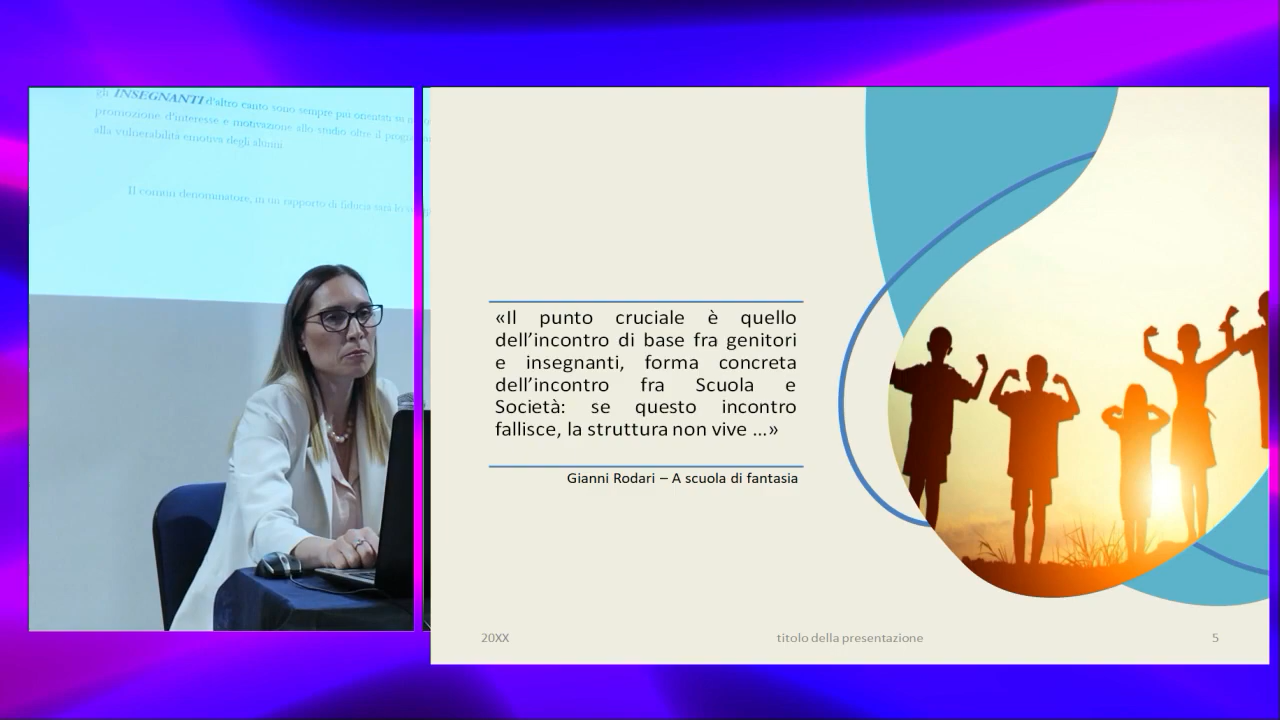 gli INSEGNANTI d'altro canto sono sempre più orientati
promozione d'interesse e motivazione allo studio oltre il
alla vulnerabilità emotiva degli alunni.
Il comun denominatore, in un rapporto di fiducia sarà lo
«Il punto cruciale è quello
dell'incontro di base fra genitori
e insegnanti, forma concreta
dell'incontro fra Scuola e
Società: se questo incontro
fallisce, la struttura non vive ...»
Gianni Rodari – A scuola di fantasia
20XX
titolo della presentazione
5